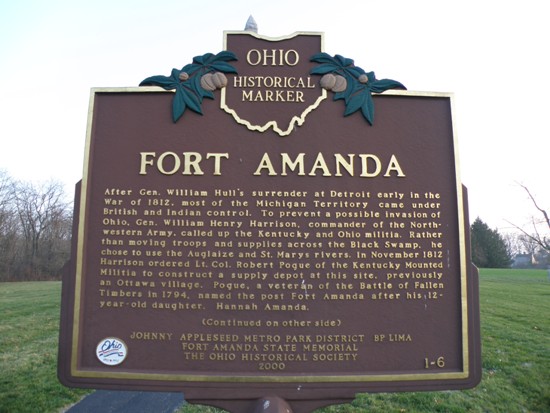 OHIO
HISTORICAL
MARKER
FORT AMANDA
After Gen. William Hull's surrender at Detroit early in the
War of 1812, most of the Michigan Territory came under
British and Indian control. To prevent a possible invasion of
Ohio, Gen. William Henry Harrison, commander of the North-
western Army, called up the Kentucky and Ohio militia. Rather
than moving troops and supplies across the Black Swamp, he
chose to use the Auglaize and St. Marys rivers. In November 1812
Harrison ordered Lt. Col. Robert Pogue of the Kentucky Mounted
Militia to construct a supply depot at this site, previously
an Ottawa village. Pogue, a veteran of the Battle of Fallen
Timbers in 1794, named the post Fort Amanda after his 12-
year-old daughter, Hannah Amanda.
(Continued on other side)
JOHNNY APPLESEED METRO PARK DISTRICT BP LIMA
FORT AMANDA STATE MEMORIAL
THE OHIO HISTORICAL SOCIETY
2000
1-6
Ohio